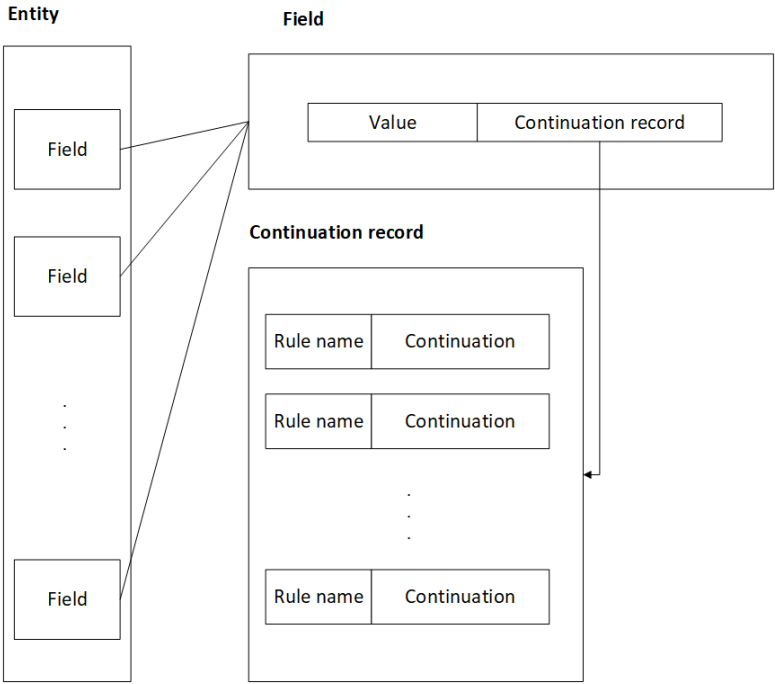 Entity
Field
Field
Field
Field
Value
Continuation record
Continuation record
Rule name
Continuation
Rule name
Continuation
Rule name
Continuation